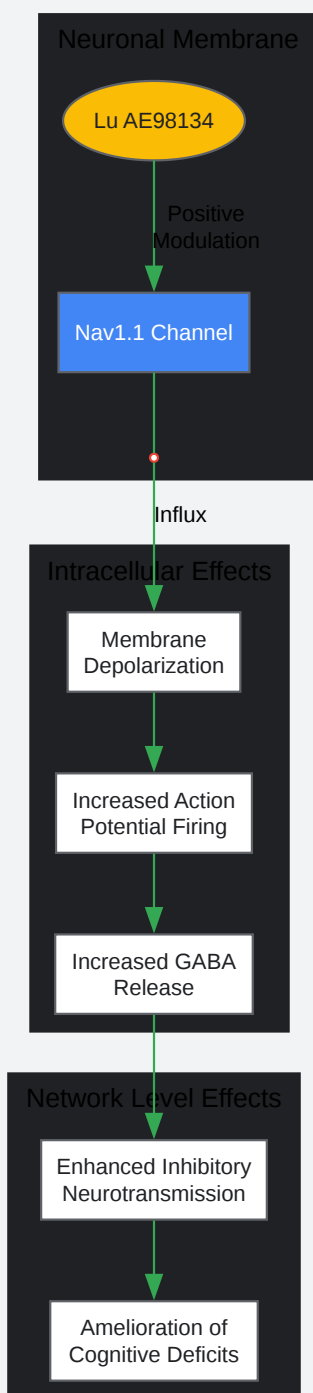 Neuronal Membrane
Lu AE98134
Positive
Modulation
Nav1.1 Channel
Influx
Intracellular Effects
Membrane
Depolarization
Increased Action
Potential Firing
Increased GABA
Release
Network Level Effects
Enhanced Inhibitory
Neurotransmission
Amelioration of
Cognitive Deficits